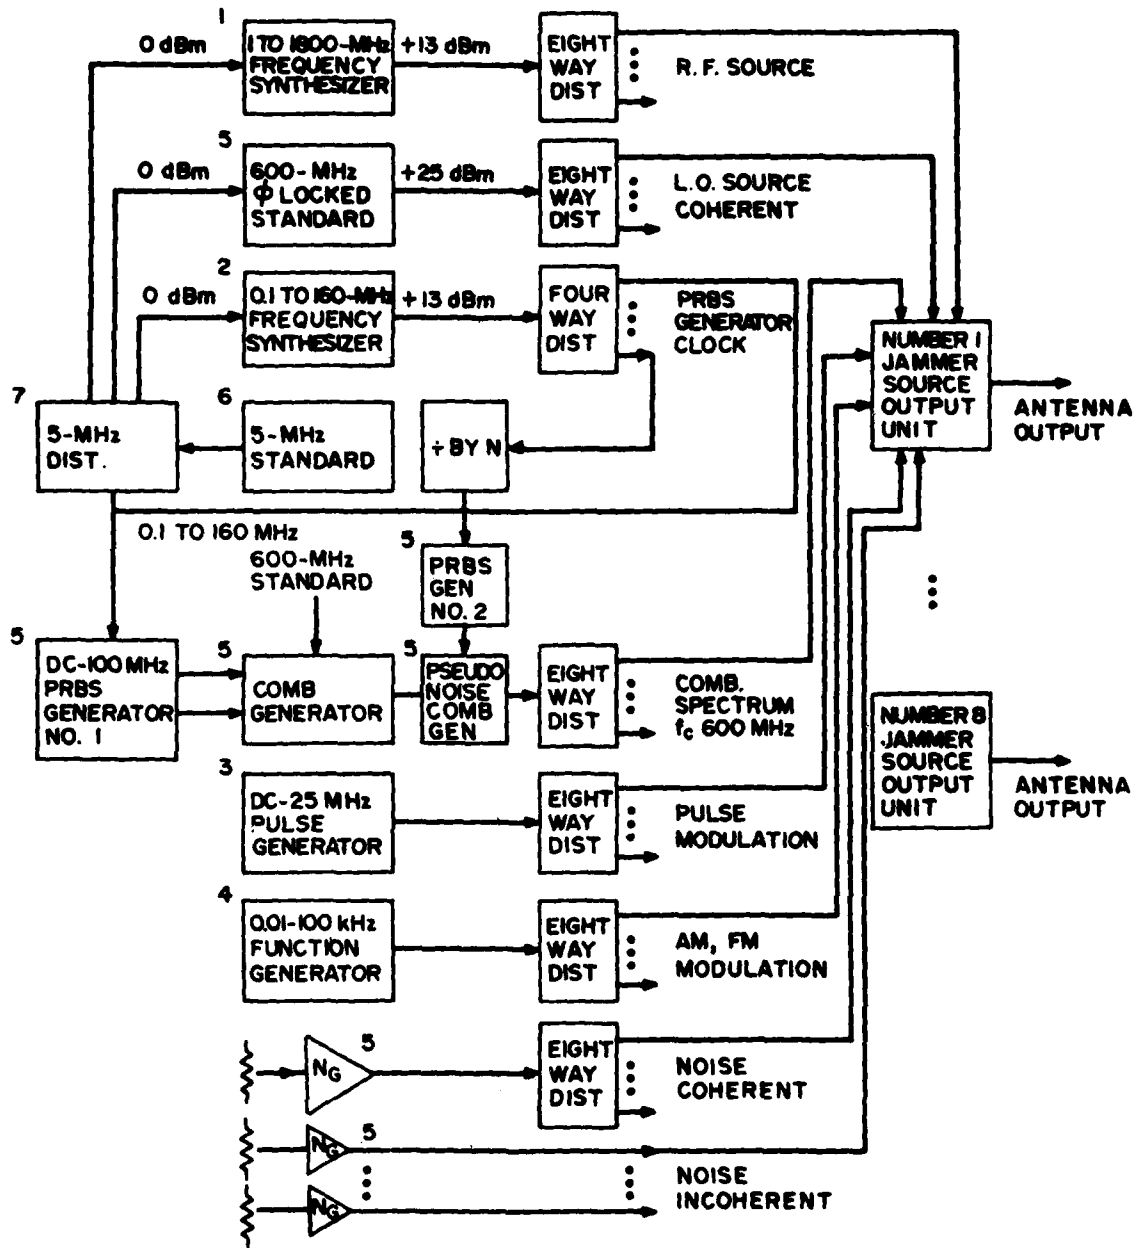 1
0 dBm
1 TO 1800-MHz
FREQUENCY
SYNTHESIZER
+13 dBm
EIGHT
WAY
DIST
R.F. SOURCE
5
0 dBm
600-MHz
ϕ LOCKED
STANDARD
+25 dBm
EIGHT
WAY
DIST
L.O. SOURCE
COHERENT
2
0 dBm
0.1 TO 160-MHz
FREQUENCY
SYNTHESIZER
+13 dBm
FOUR
WAY
DIST
PRBS
GENERATOR
CLOCK
NUMBER 1
JAMMER
SOURCE
OUTPUT
UNIT
ANTENNA
OUTPUT
7
5-MHz
DIST.
6
5-MHz
STANDARD
÷ BY N
0.1 TO 160 MHz
600-MHz
STANDARD
5
PRBS
GEN
NO. 2
5
DC-100 MHz
PRBS
GENERATOR
NO. 1
5
COMB
GENERATOR
5
PSEUDO
NOISE
COMB
GEN
EIGHT
WAY
DIST
COMB.
SPECTRUM
fc 600 MHz
NUMBER 8
JAMMER
SOURCE
OUTPUT
UNIT
ANTENNA
OUTPUT
3
DC-25 MHz
PULSE
GENERATOR
EIGHT
WAY
DIST
PULSE
MODULATION
4
0.01-100 kHz
FUNCTION
GENERATOR
EIGHT
WAY
DIST
AM, FM
MODULATION
5
NG
EIGHT
WAY
DIST
NOISE
COHERENT
5
NG
NG
NOISE
INCOHERENT